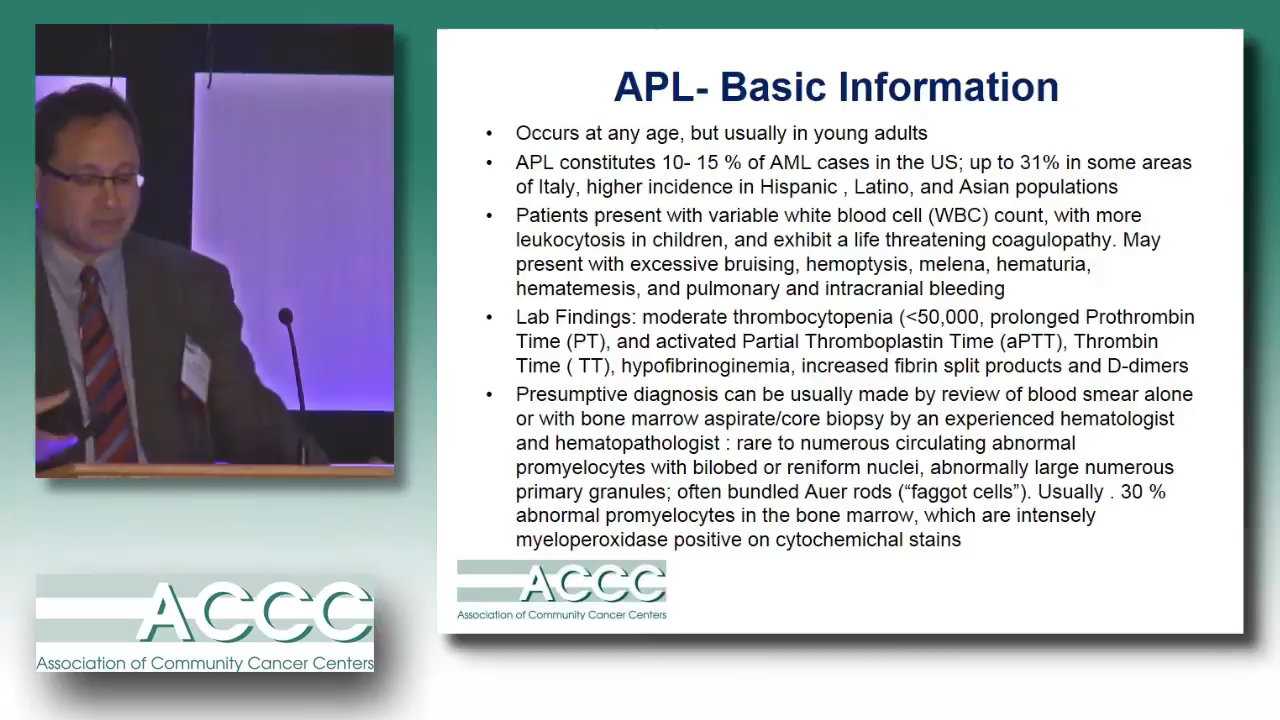 APL- Basic Information
• Occurs at any age, but usually in young adults
• APL constitutes 10- 15 % of AML cases in the US; up to 31% in some areas
of Italy, higher incidence in Hispanic , Latino, and Asian populations
• Patients present with variable white blood cell (WBC) count, with more
leukocytosis in children, and exhibit a life threatening coagulopathy. May
present with excessive bruising, hemoptysis, melena, hematuria,
hematemesis, and pulmonary and intracranial bleeding
• Lab Findings: moderate thrombocytopenia (<50,000, prolonged Prothrombin
Time (PT), and activated Partial Thromboplastin Time (aPTT), Thrombin
Time ( TT), hypofibrinoginemia, increased fibrin split products and D-dimers
• Presumptive diagnosis can be usually made by review of blood smear alone
or with bone marrow aspirate/core biopsy by an experienced hematologist
and hematopathologist : rare to numerous circulating abnormal
promyelocytes with bilobed or reniform nuclei, abnormally large numerous
primary granules; often bundled Auer rods (“faggot cells”). Usually . 30 %
abnormal promyelocytes in the bone marrow, which are intensely
myeloperoxidase positive on cytochemichal stains
ACCC
Association of Community Cancer Centers
ACCC
Association of Community Cancer Centers